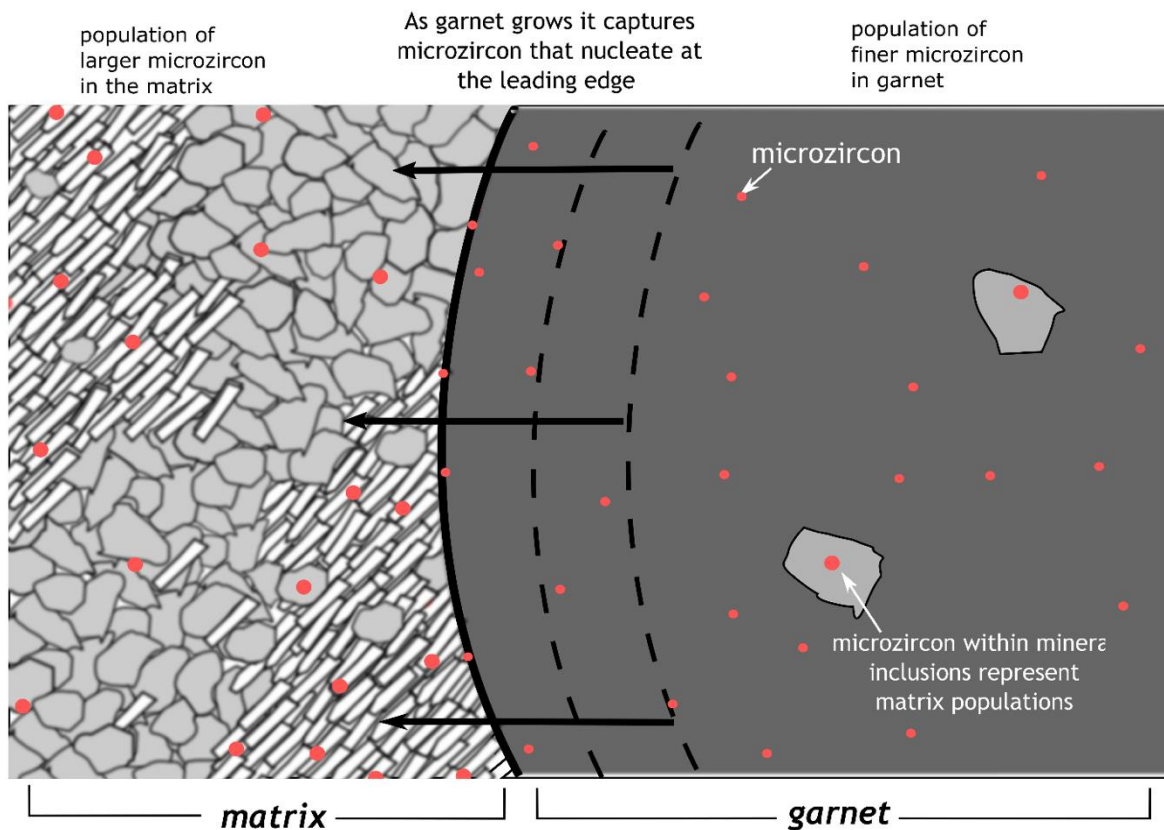 population of
larger microzircon
in the matrix
As garnet grows it captures
microzircon that nucleate at
the leading edge
population of
finer microzircon
in garnet
microzircon
microzircon within minera
inclusions represent
matrix populations
matrix
garnet